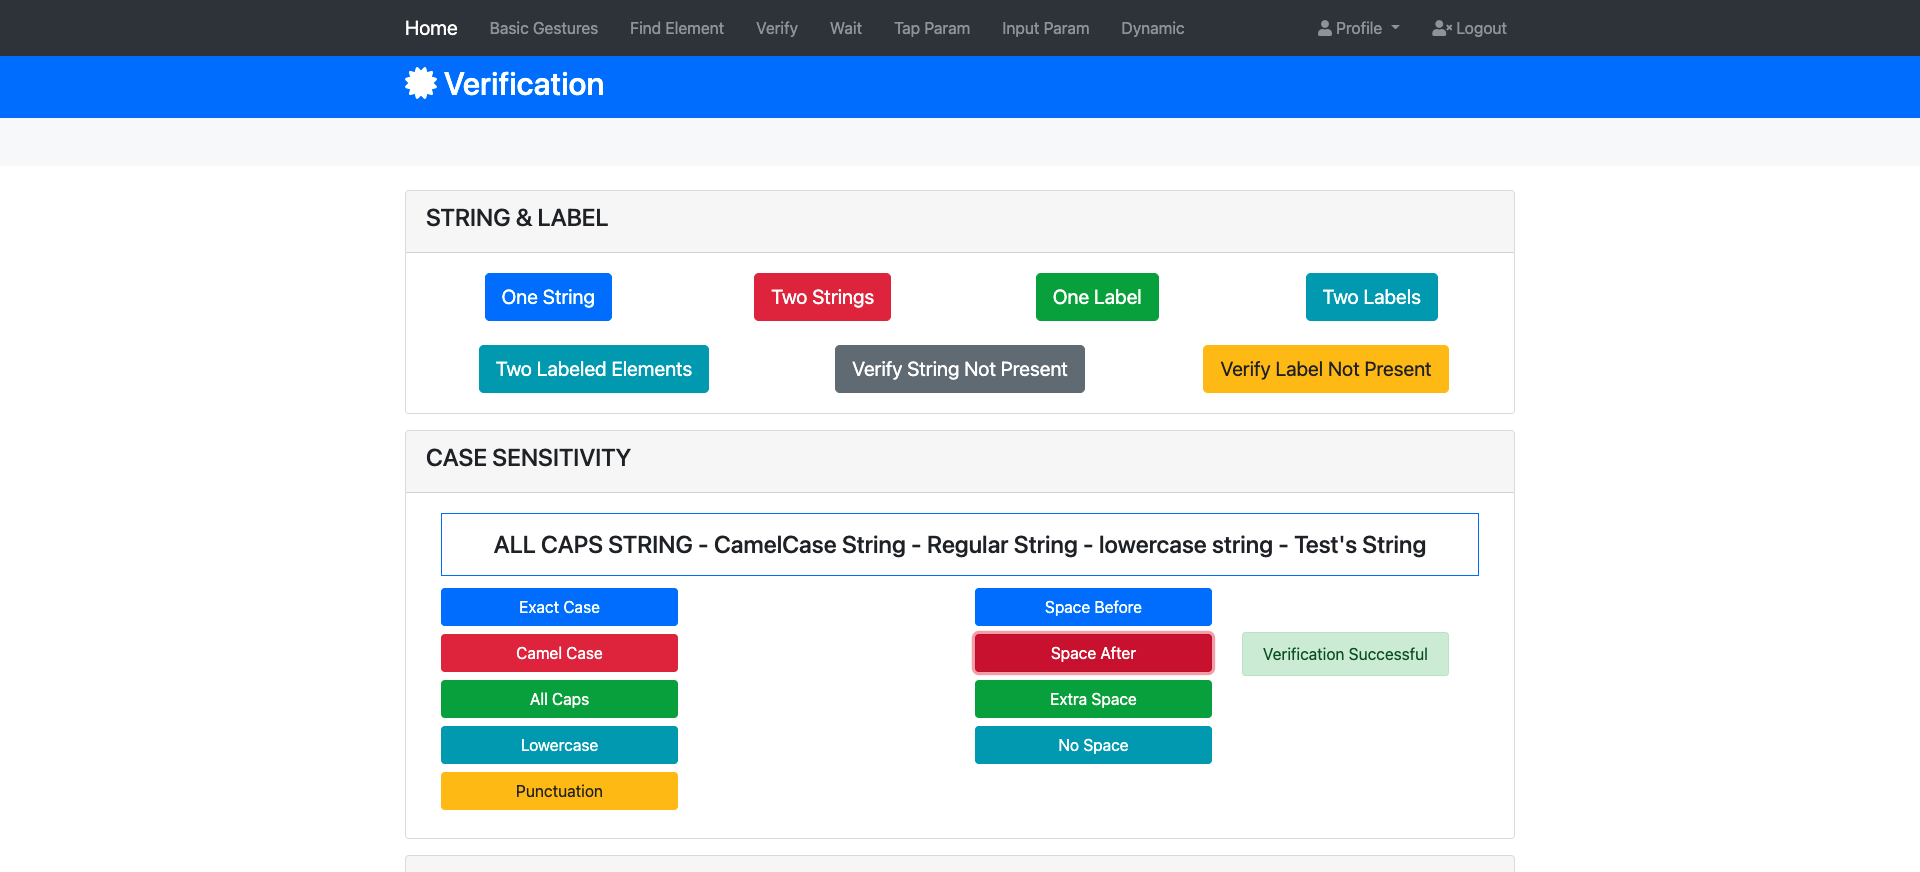 Home Basic Gestures Find Element Verify Wait Tap Param Input Param Dynamic Profile Logout
Verification
STRING & LABEL
One String Two Strings One Label Two Labels
Two Labeled Elements Verify String Not Present Verify Label Not Present
CASE SENSITIVITY
ALL CAPS STRING - CamelCase String - Regular String - lowercase string - Test's String
Exact Case Space Before
Camel Case Space After Verification Successful
All Caps Extra Space
Lowercase No Space
Punctuation